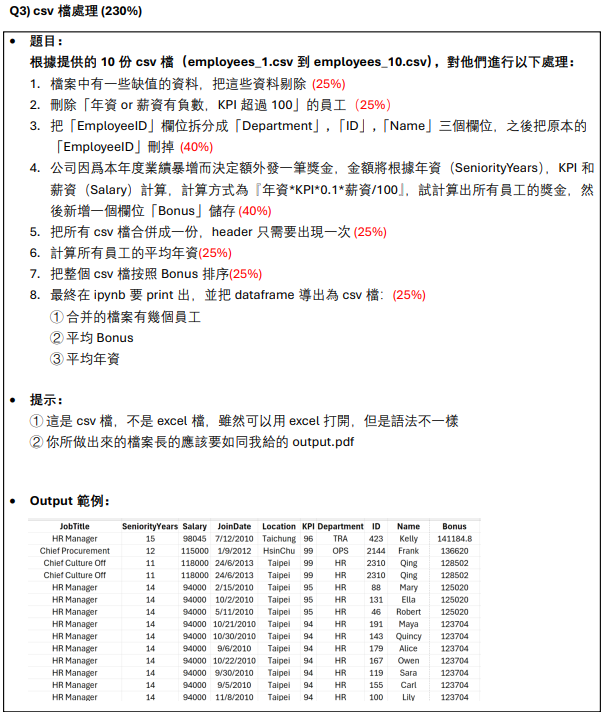 Q3) csv 檔處理 (230%)
• 題目：
根據提供的 10 份 csv 檔（employees_1.csv 到 employees_10.csv），對他們進行以下處理：
1. 檔案中有一些缺值的資料，把這些資料剔除 (25%)
2. 刪除「年資 or 薪資有負數，KPI 超過 100」的員工（25%）
3. 把「EmployeeID」欄位拆分成「Department」,「ID」,「Name」三個欄位，之後把原本的
「EmployeeID」刪掉 (40%)
4. 公司因爲本年度業績暴增而決定額外發一筆獎金，金額將根據年資（SeniorityYears），KPI 和
薪資（Salary）計算，計算方式為『年資*KPI*0.1*薪資/100』，試計算出所有員工的獎金，然
後新增一個欄位「Bonus」儲存 (40%)
5. 把所有 csv 檔合併成一份，header 只需要出現一次 (25%)
6. 計算所有員工的平均年資(25%)
7. 把整個 csv 檔按照 Bonus 排序(25%)
8. 最終在 ipynb 要 print 出，並把 dataframe 導出為 csv 檔：(25%)
①合并的檔案有幾個員工
②平均 Bonus
③平均年資
• 提示：
①這是 csv 檔，不是 excel 檔，雖然可以用 excel 打開，但是語法不一樣
②你所做出來的檔案長的應該要如同我給的 output.pdf
• Output 範例：
JobTitle SeniorityYears Salary JoinDate Location KPI Department ID Name Bonus
HR Manager 15 98045 7/12/2010 Taichung 96 TRA 423 Kelly 141184.8
Chief Procurement 12 115000 1/9/2012 HsinChu 99 OPS 2144 Frank 136620
Chief Culture Off 11 118000 24/6/2013 Taipei 99 HR 2310 Qing 128502
Chief Culture Off 11 118000 24/6/2013 Taipei 99 HR 2310 Qing 128502
HR Manager 14 94000 2/15/2010 Taipei 95 HR 88 Mary 125020
HR Manager 14 94000 10/2/2010 Taipei 95 HR 131 Ella 125020
HR Manager 14 94000 5/11/2010 Taipei 95 HR 46 Robert 125020
HR Manager 14 94000 10/21/2010 Taipei 94 HR 191 Maya 123704
HR Manager 14 94000 10/30/2010 Taipei 94 HR 143 Quincy 123704
HR Manager 14 94000 9/6/2010 Taipei 94 HR 179 Alice 123704
HR Manager 14 94000 10/22/2010 Taipei 94 HR 167 Owen 123704
HR Manager 14 94000 9/30/2010 Taipei 94 HR 119 Sara 123704
HR Manager 14 94000 9/5/2010 Taipei 94 HR 155 Carl 123704
HR Manager 14 94000 11/8/2010 Taipei 94 HR 100 Lily 123704